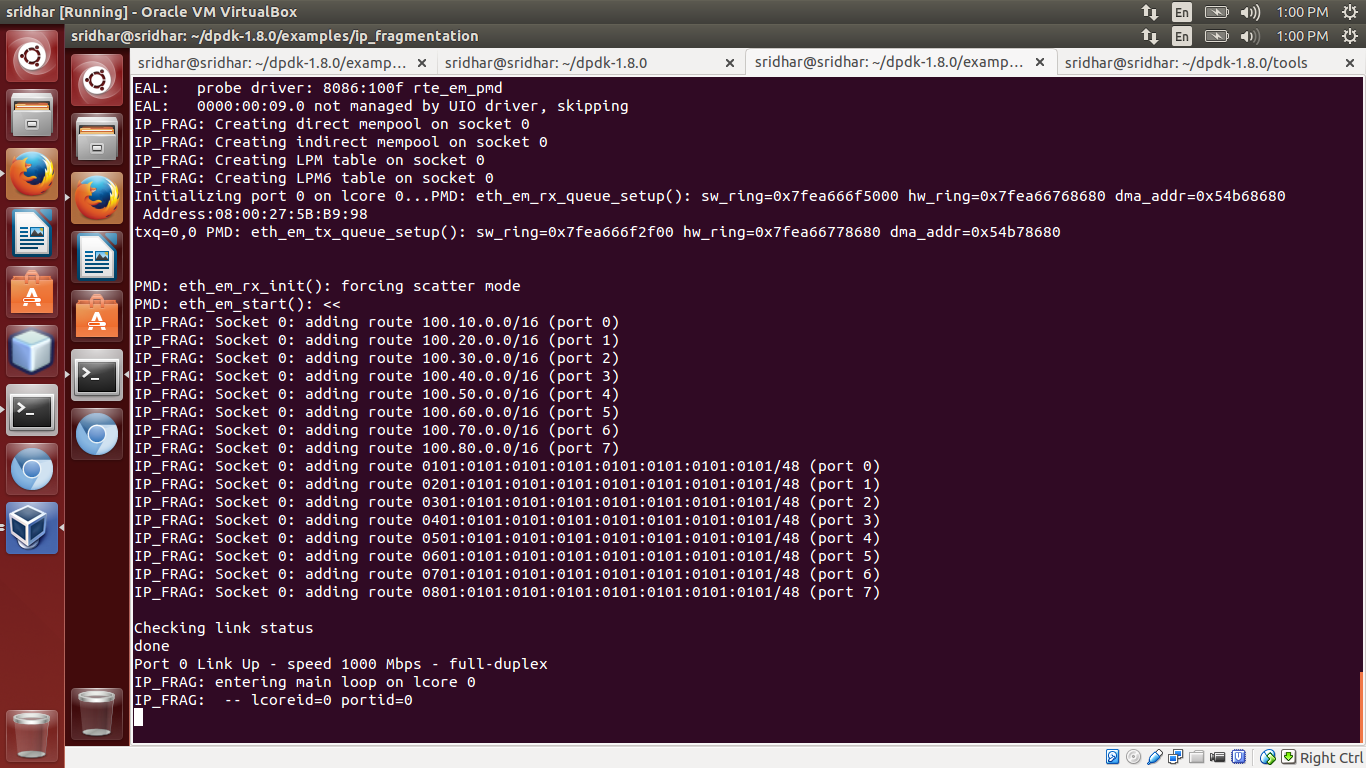 sridhar [Running] - Oracle VM VirtualBox
En
1:00 PM
sridhar@sridhar: ~/dpdk-1.8.0/examples/ip_fragmentation
En
1:00 PM
sridhar@sridhar: ~/dpdk-1.8.0/examp... × sridhar@sridhar: ~/dpdk-1.8.0 × sridhar@sridhar: ~/dpdk-1.8.0/examp... × sridhar@sridhar: ~/dpdk-1.8.0/tools ×
EAL:   probe driver: 8086:100f rte_em_pmd
EAL:   0000:00:09.0 not managed by UIO driver, skipping
IP_FRAG: Creating direct mempool on socket 0
IP_FRAG: Creating indirect mempool on socket 0
IP_FRAG: Creating LPM table on socket 0
IP_FRAG: Creating LPM6 table on socket 0
Initializing port 0 on lcore 0...PMD: eth_em_rx_queue_setup(): sw_ring=0x7fea666f5000 hw_ring=0x7fea66768680 dma_addr=0x54b68680
 Address:08:00:27:5B:B9:98
txq=0,0 PMD: eth_em_tx_queue_setup(): sw_ring=0x7fea666f2f00 hw_ring=0x7fea66778680 dma_addr=0x54b78680
PMD: eth_em_rx_init(): forcing scatter mode
PMD: eth_em_start(): <<
IP_FRAG: Socket 0: adding route 100.10.0.0/16 (port 0)
IP_FRAG: Socket 0: adding route 100.20.0.0/16 (port 1)
IP_FRAG: Socket 0: adding route 100.30.0.0/16 (port 2)
IP_FRAG: Socket 0: adding route 100.40.0.0/16 (port 3)
IP_FRAG: Socket 0: adding route 100.50.0.0/16 (port 4)
IP_FRAG: Socket 0: adding route 100.60.0.0/16 (port 5)
IP_FRAG: Socket 0: adding route 100.70.0.0/16 (port 6)
IP_FRAG: Socket 0: adding route 100.80.0.0/16 (port 7)
IP_FRAG: Socket 0: adding route 0101:0101:0101:0101:0101:0101:0101:0101/48 (port 0)
IP_FRAG: Socket 0: adding route 0201:0101:0101:0101:0101:0101:0101:0101/48 (port 1)
IP_FRAG: Socket 0: adding route 0301:0101:0101:0101:0101:0101:0101:0101/48 (port 2)
IP_FRAG: Socket 0: adding route 0401:0101:0101:0101:0101:0101:0101:0101/48 (port 3)
IP_FRAG: Socket 0: adding route 0501:0101:0101:0101:0101:0101:0101:0101/48 (port 4)
IP_FRAG: Socket 0: adding route 0601:0101:0101:0101:0101:0101:0101:0101/48 (port 5)
IP_FRAG: Socket 0: adding route 0701:0101:0101:0101:0101:0101:0101:0101/48 (port 6)
IP_FRAG: Socket 0: adding route 0801:0101:0101:0101:0101:0101:0101:0101/48 (port 7)
Checking link status
done
Port 0 Link Up - speed 1000 Mbps - full-duplex
IP_FRAG: entering main loop on lcore 0
IP_FRAG:  -- lcoreid=0 portid=0
Right Ctrl